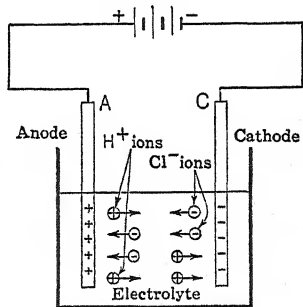 + −
A C
Anode Cathode
H⁺ ions
Cl⁻ ions
+ −
+ −
+ −
+ −
+ −
Electrolyte